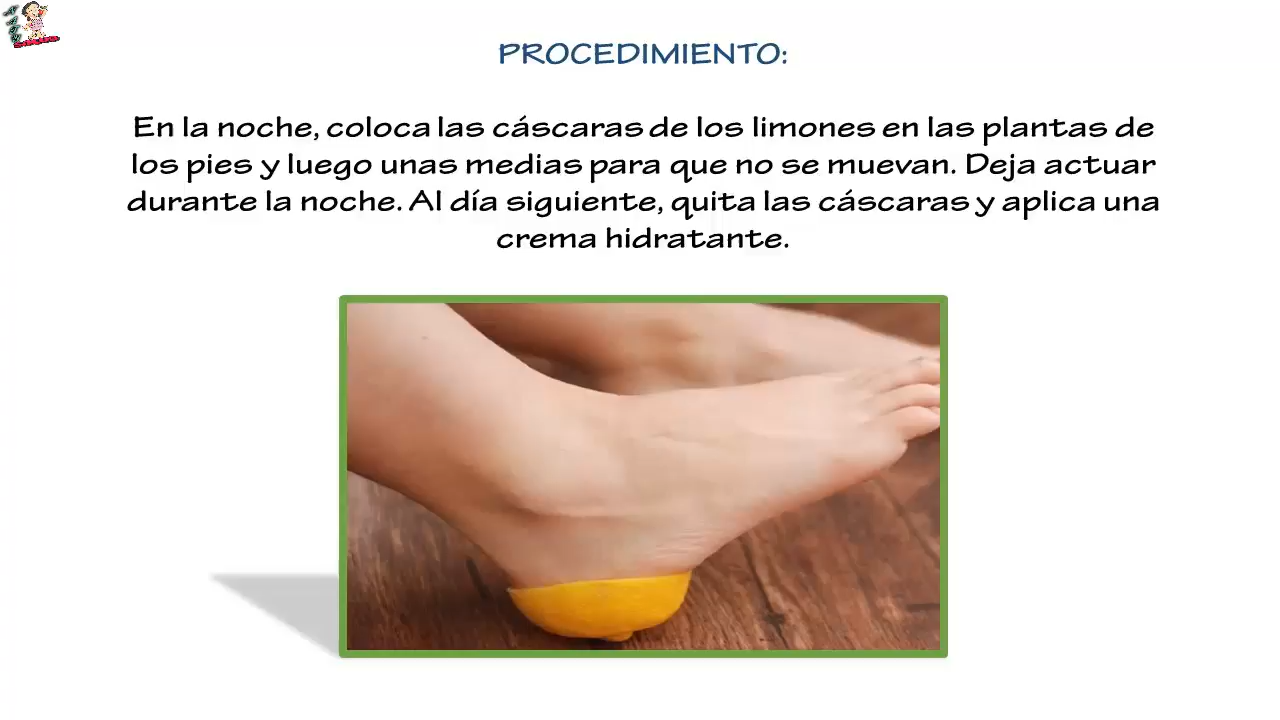 PROCEDIMIENTO:
En la noche, coloca las cáscaras de los limones en las plantas de
los pies y luego unas medias para que no se muevan. Deja actuar
durante la noche. Al día siguiente, quita las cáscaras y aplica una
crema hidratante.